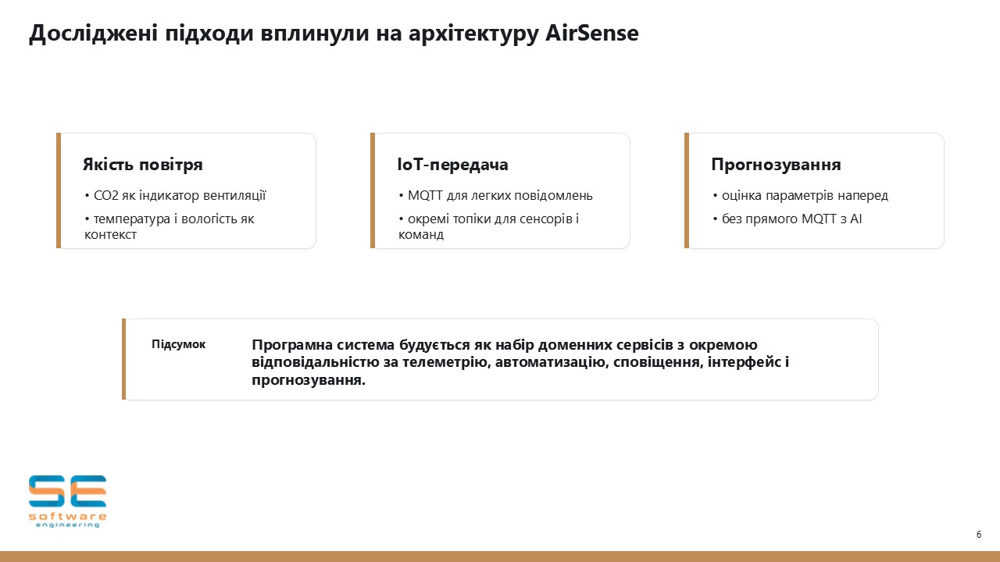 Досліджені підходи вплинули на архітектуру AirSense
Якість повітря
• CO2 як індикатор вентиляції
• температура і вологість як
контекст
IoT-передача
• MQTT для легких повідомлень
• окремі топіки для сенсорів і
команд
Прогнозування
• оцінка параметрів наперед
• без прямого MQTT з AI
Підсумок
Програмна система будується як набір доменних сервісів з окремою
відповідальністю за телеметрію, автоматизацію, сповіщення, інтерфейс і
прогнозування.
SE
software
engineering
6